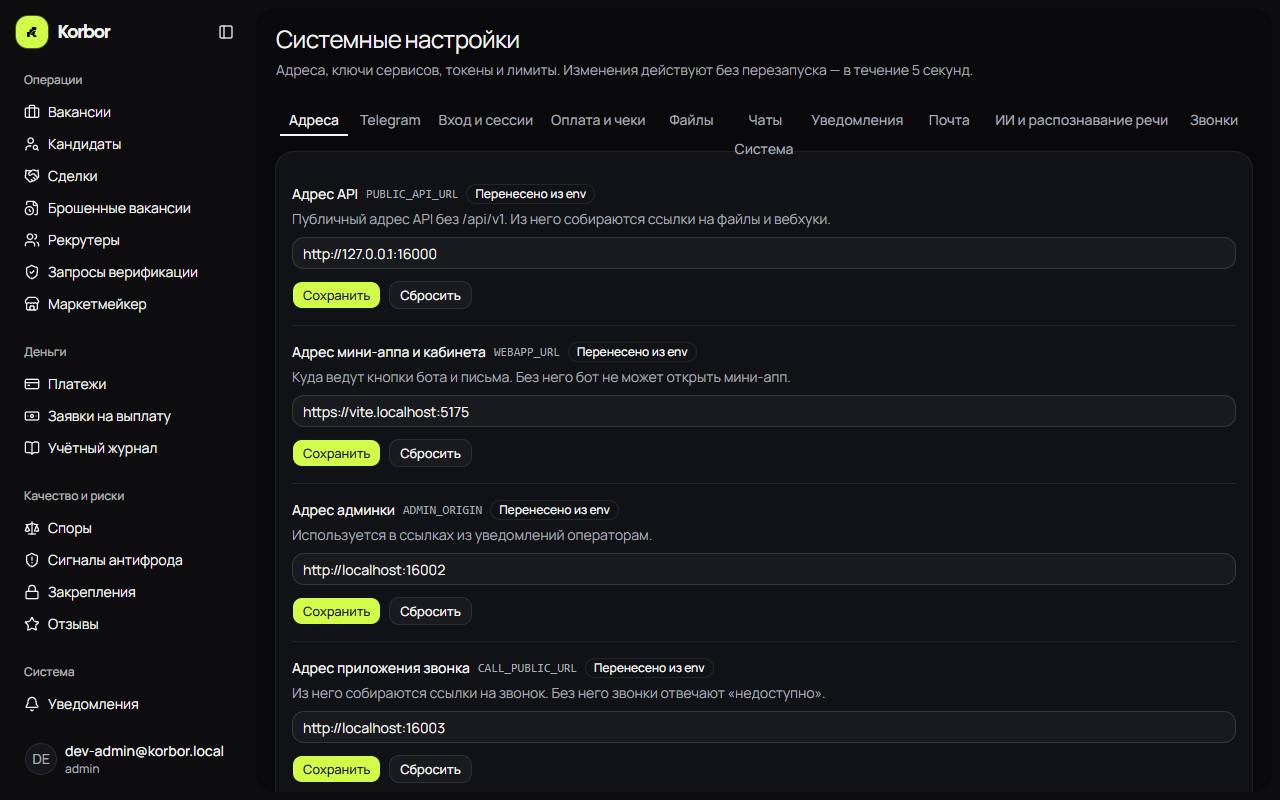 Korbor
Операции
Вакансии
Кандидаты
Сделки
Брошенные вакансии
Рекрутеры
Запросы верификации
Маркетмейкер
Деньги
Платежи
Заявки на выплату
Учётный журнал
Качество и риски
Споры
Сигналы антифрода
Закрепления
Отзывы
Система
Уведомления
DE
dev-admin@korbor.local
admin
Системные настройки
Адреса, ключи сервисов, токены и лимиты. Изменения действуют без перезапуска — в течение 5 секунд.
Адреса Telegram Вход и сессии Оплата и чеки Файлы Чаты Уведомления Почта ИИ и распознавание речи Звонки
Система
Адрес API PUBLIC_API_URL Перенесено из env
Публичный адрес API без /api/v1. Из него собираются ссылки на файлы и вебхуки.
http://127.0.0.1:16000
Сохранить Сбросить
Адрес мини-аппа и кабинета WEBAPP_URL Перенесено из env
Куда ведут кнопки бота и письма. Без него бот не может открыть мини-апп.
https://vite.localhost:5175
Сохранить Сбросить
Адрес админки ADMIN_ORIGIN Перенесено из env
Используется в ссылках из уведомлений операторам.
http://localhost:16002
Сохранить Сбросить
Адрес приложения звонка CALL_PUBLIC_URL Перенесено из env
Из него собираются ссылки на звонок. Без него звонки отвечают «недоступно».
http://localhost:16003
Сохранить Сбросить